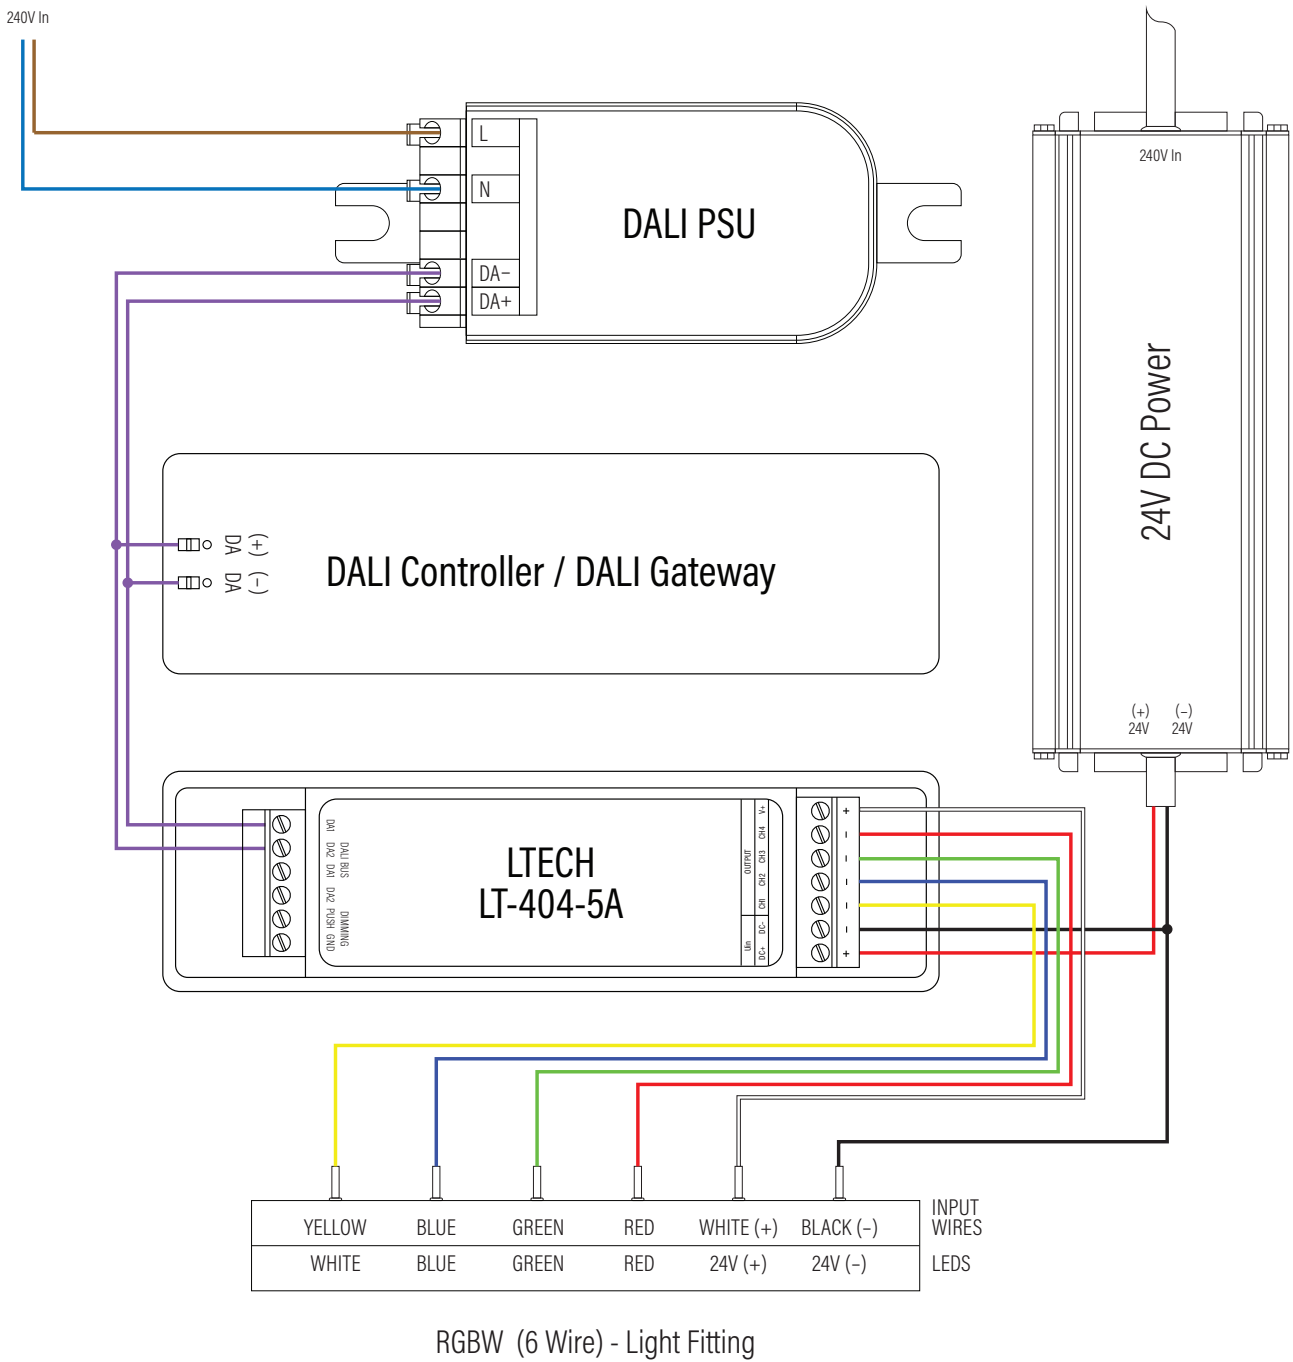 240V In
L
N
DA-
DA+
DALI PSU
240V In
24V DC Power
(+) (-)
24V 24V
DA (+)
DA (-)
DALI Controller / DALI Gateway
DA1 DA2 DA1 DA2 PUSH GND
DALI BUS DIMMING
LTECH
LT-404-5A
OUTPUT
Uin
V+ +
CH4 -
CH3 -
CH2 -
CH1 -
DC- -
DC+ +
YELLOW BLUE GREEN RED WHITE (+) BLACK (-)
INPUT
WIRES
WHITE BLUE GREEN RED 24V (+) 24V (-) LEDS
RGBW (6 Wire) - Light Fitting